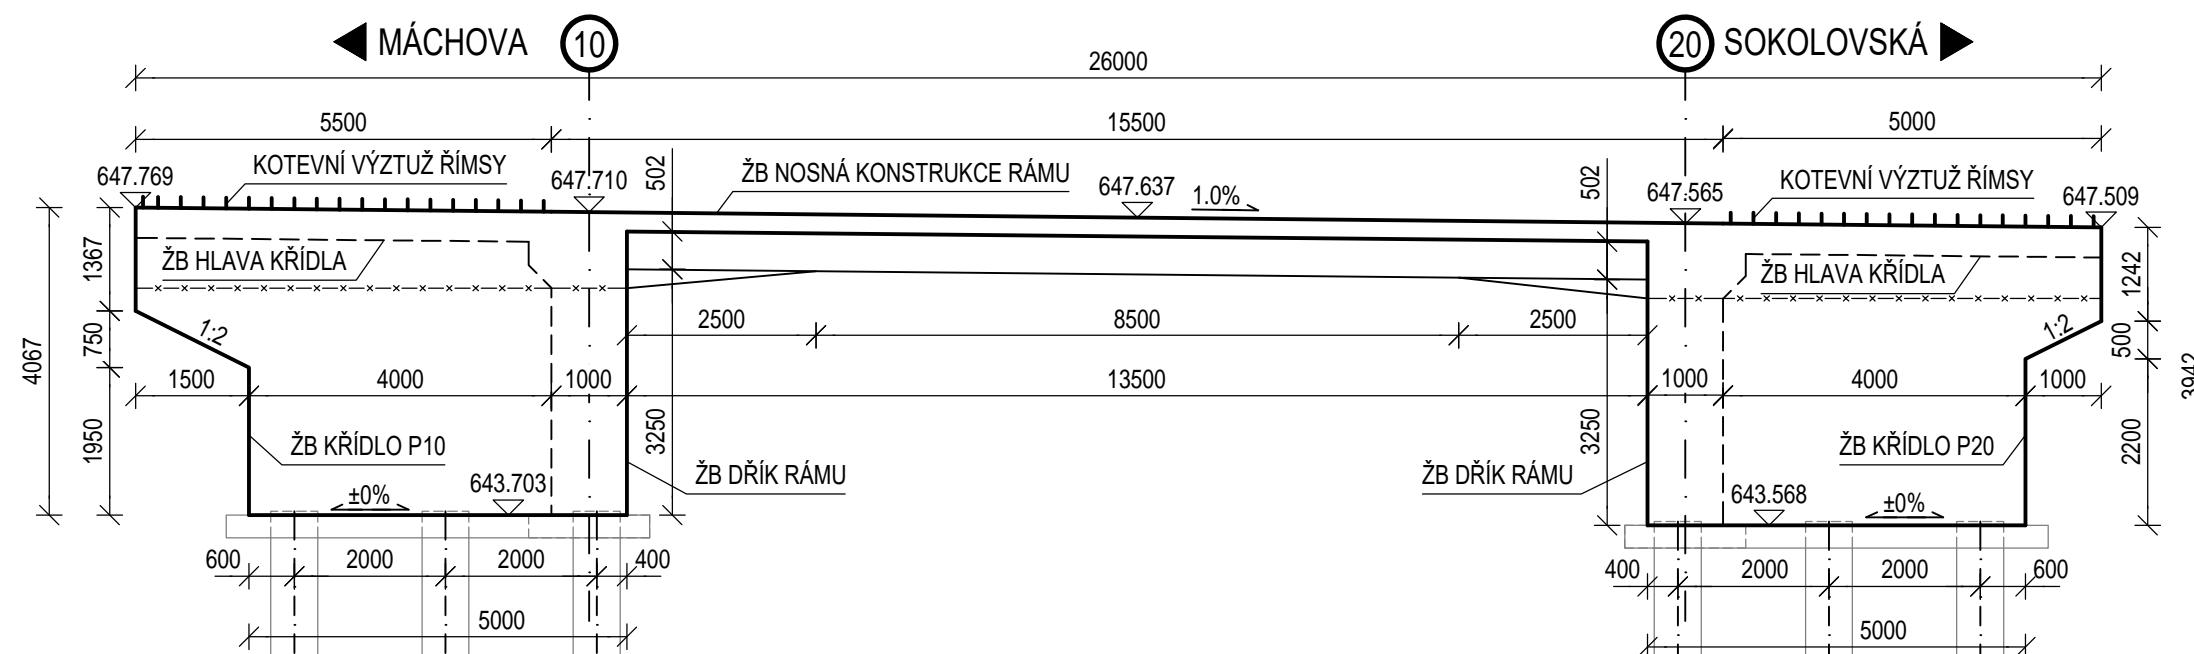 MÁCHOVA 10 20 SOKOLOVSKÁ
26000
5500 15500 5000
KOTEVNÍ VÝZTUŽ ŘÍMSY 502 ŽB NOSNÁ KONSTRUKCE RÁMU 502 KOTEVNÍ VÝZTUŽ ŘÍMSY
647.769 647.710 647.637 1.0% 647.565 647.509
1367 ŽB HLAVA KŘÍDLA ŽB HLAVA KŘÍDLA 1242
4067 750 1:2 2500 8500 2500 1:2 500 3942
1500 4000 1000 13500 1000 4000 1000
1950 3250 3250 2200
ŽB KŘÍDLO P10 ŽB KŘÍDLO P20
643.703 ŽB DŘÍK RÁMU ŽB DŘÍK RÁMU 643.568
±0% ±0%
600 2000 2000 400 400 2000 2000 600
5000 5000